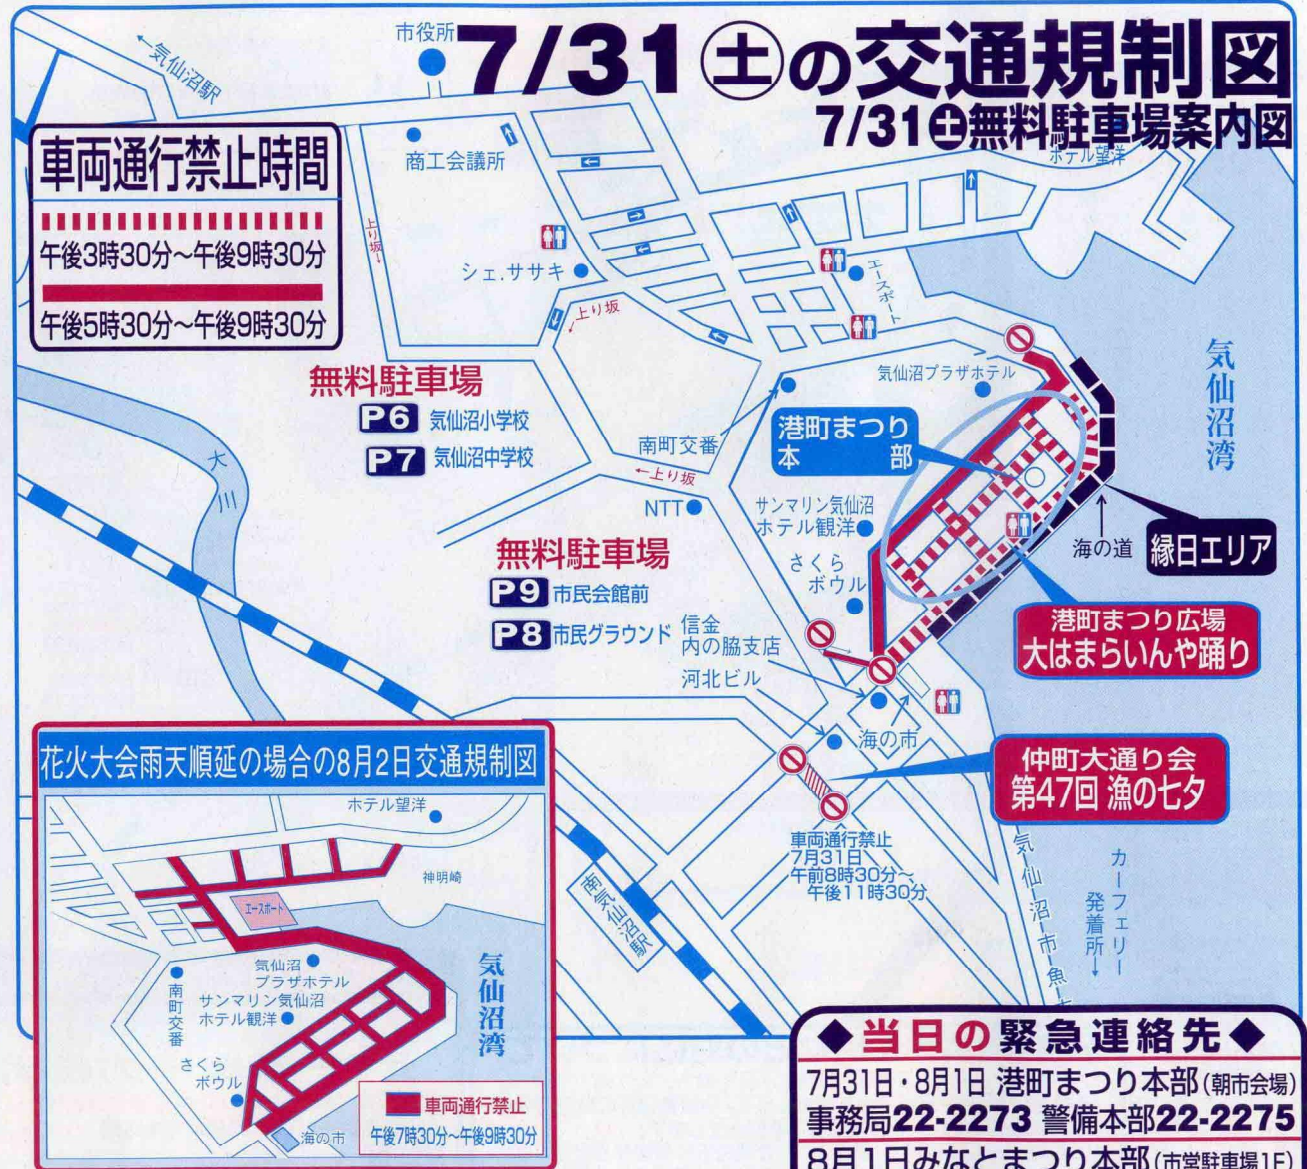 7/31㊏の交通規制図
7/31㊏無料駐車場案内図
←気仙沼駅
市役所
商工会議所
ホテル望洋
車両通行禁止時間
午後3時30分～午後9時30分
午後5時30分～午後9時30分
上り坂→
シェ.ササキ
←上り坂
エースポート
気仙沼プラザホテル
気仙沼湾
無料駐車場
P6 気仙沼小学校
P7 気仙沼中学校
大川
南町交番
←上り坂
NTT
港町まつり
本部
サンマリン気仙沼
ホテル観洋
さくら
ボウル
海の道
縁日エリア
無料駐車場
P9 市民会館前
P8 市民グラウンド
信金
内の脇支店
河北ビル
港町まつり広場
大はまらいんや踊り
海の市
仲町大通り会
第47回 漁の七夕
車両通行禁止
7月31日
午前8時30分～
午後11時30分
南気仙沼駅
気仙沼市魚
カーフェリー
発着所→
花火大会雨天順延の場合の8月2日交通規制図
ホテル望洋
神明崎
エースポート
気仙沼
プラザホテル
南町交番
サンマリン気仙沼
ホテル観洋
気仙沼湾
さくら
ボウル
海の市
車両通行禁止
午後7時30分～午後9時30分
◆当日の緊急連絡先◆
7月31日・8月1日 港町まつり本部(朝市会場)
事務局22-2273 警備本部22-2275
8月1日みなとまつり本部(市営駐車場1F)